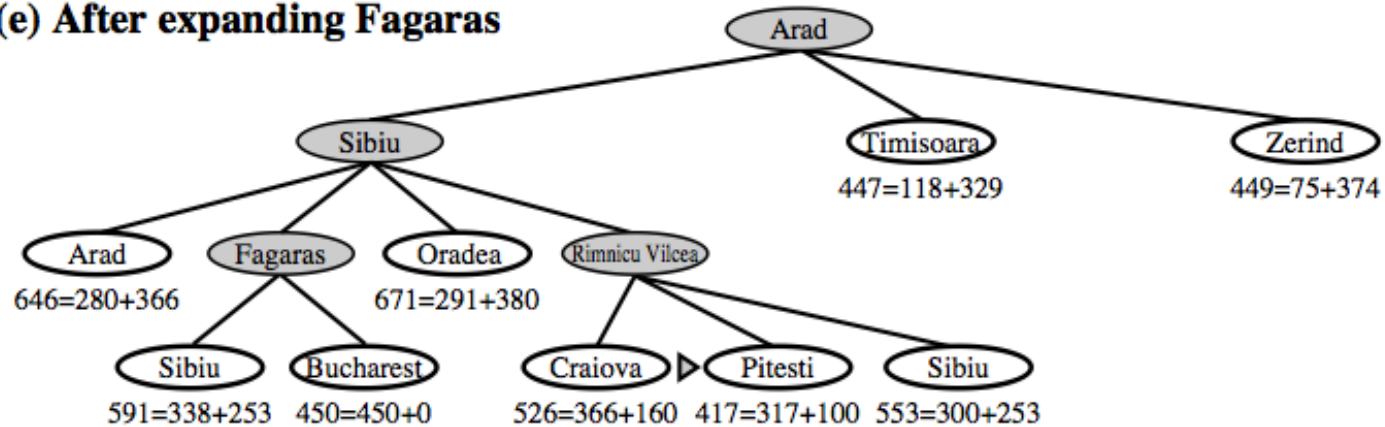 (e) After expanding Fagaras
Arad
Sibiu
Timisoara
Zerind
447=118+329
449=75+374
Arad
Fagaras
Oradea
Rimnicu Vilcea
646=280+366
671=291+380
Sibiu
Bucharest
Craiova
Pitesti
Sibiu
591=338+253
450=450+0
526=366+160
417=317+100
553=300+253